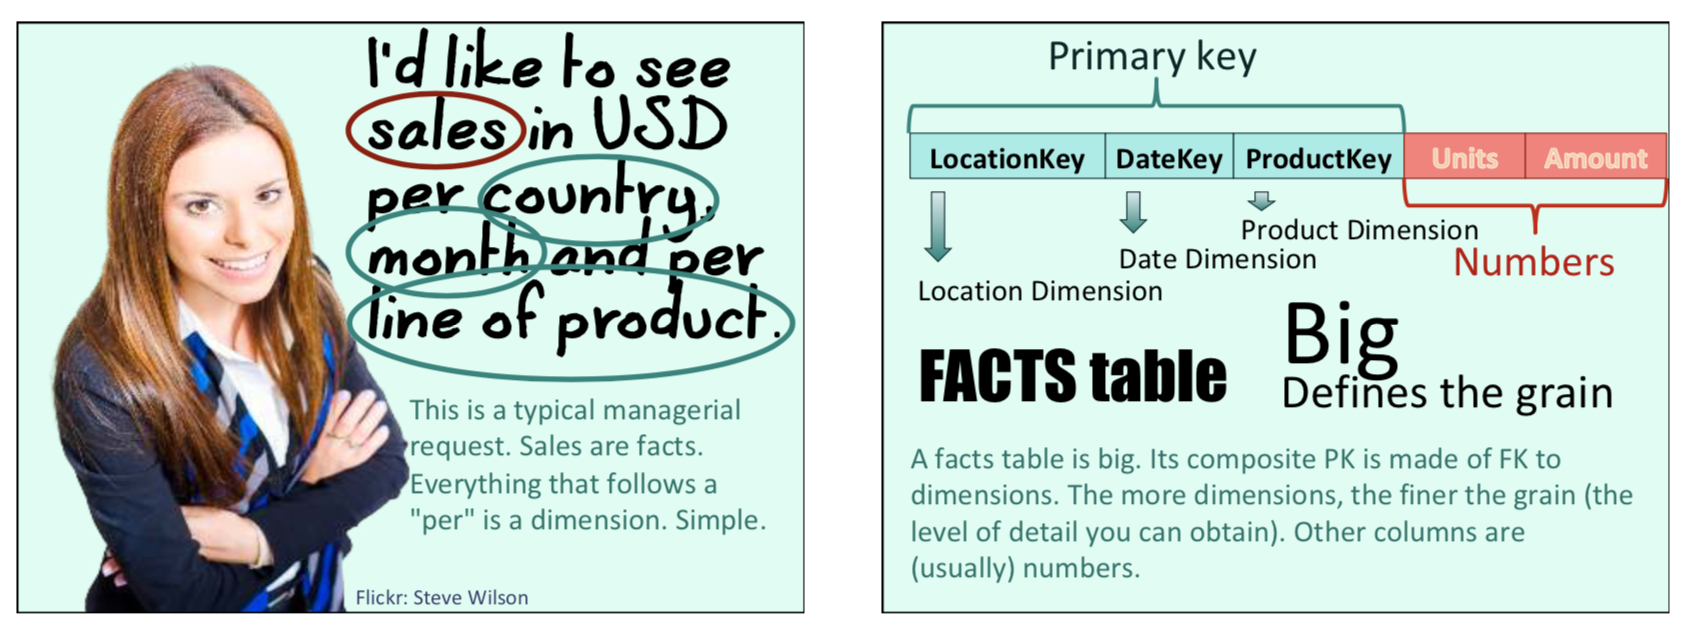 I'd like to see
sales in USD
per country,
month and per
line of product.
This is a typical managerial
request. Sales are facts.
Everything that follows a
"per" is a dimension. Simple.
Flickr: Steve Wilson
Primary key
LocationKey DateKey ProductKey Units Amount
Product Dimension
Date Dimension
Numbers
Location Dimension
FACTS table
Big
Defines the grain
A facts table is big. Its composite PK is made of FK to
dimensions. The more dimensions, the finer the grain (the
level of detail you can obtain). Other columns are
(usually) numbers.